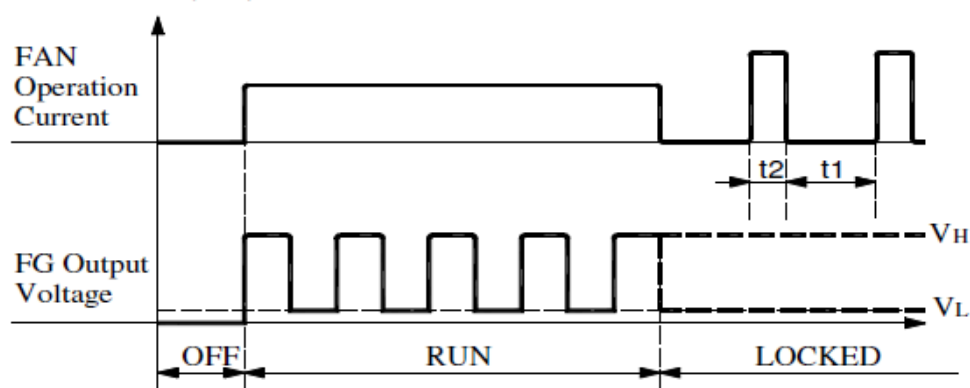 FAN
Operation
Current
t2 t1
VH
FG Output
Voltage
VL
OFF RUN LOCKED